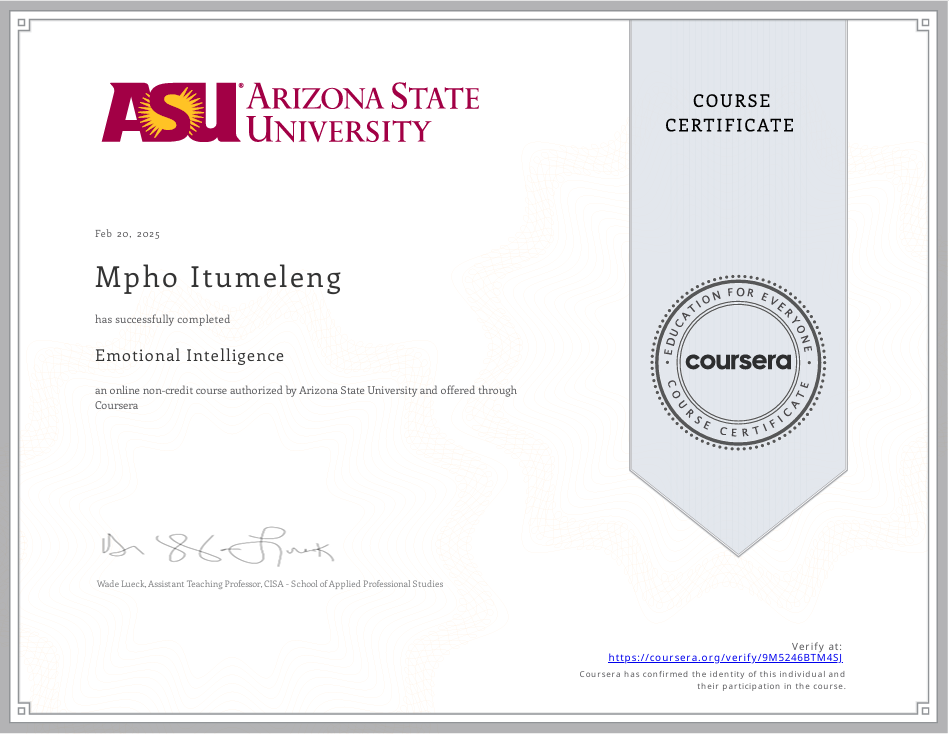 ASU® ARIZONA STATE
UNIVERSITY
COURSE
CERTIFICATE
Feb 20, 2025
Mpho Itumeleng
has successfully completed
Emotional Intelligence
an online non-credit course authorized by Arizona State University and offered through
Coursera
EDUCATION FOR EVERYONE
coursera
COURSE CERTIFICATE
Wade Lueck, Assistant Teaching Professor, CISA - School of Applied Professional Studies
Verify at:
https://coursera.org/verify/9M5246BTM4SJ
Coursera has confirmed the identity of this individual and
their participation in the course.